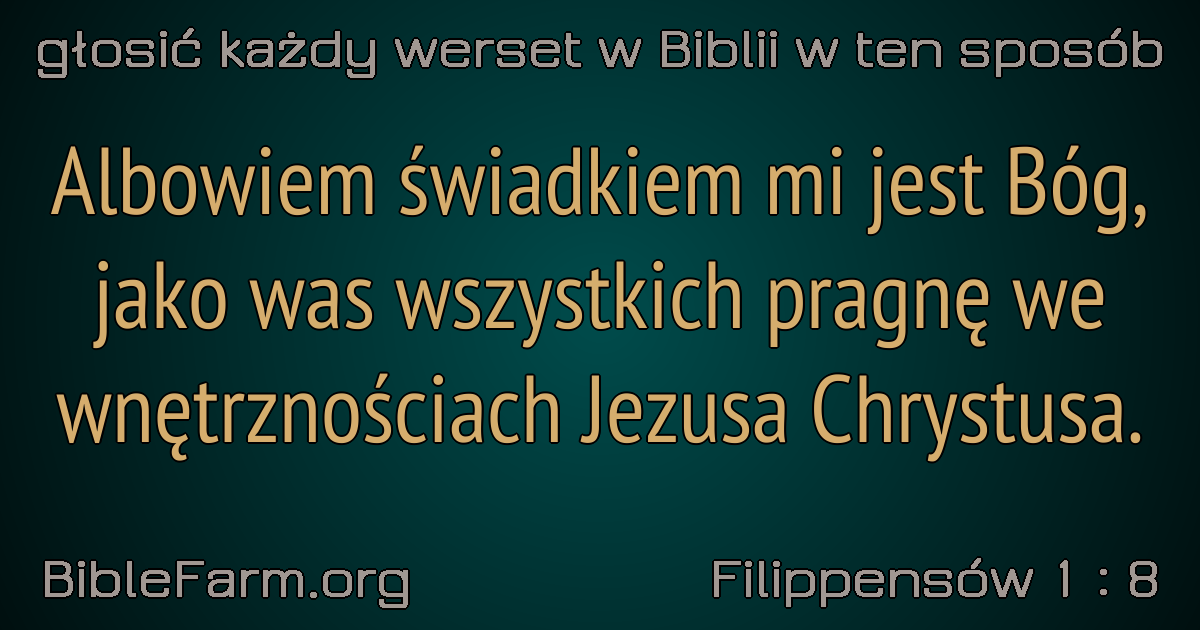 głosić każdy werset w Biblii w ten sposób
Albowiem świadkiem mi jest Bóg,
jako was wszystkich pragnę we
wnętrznościach Jezusa Chrystusa.
BibleFarm.org
Filippensów 1 : 8